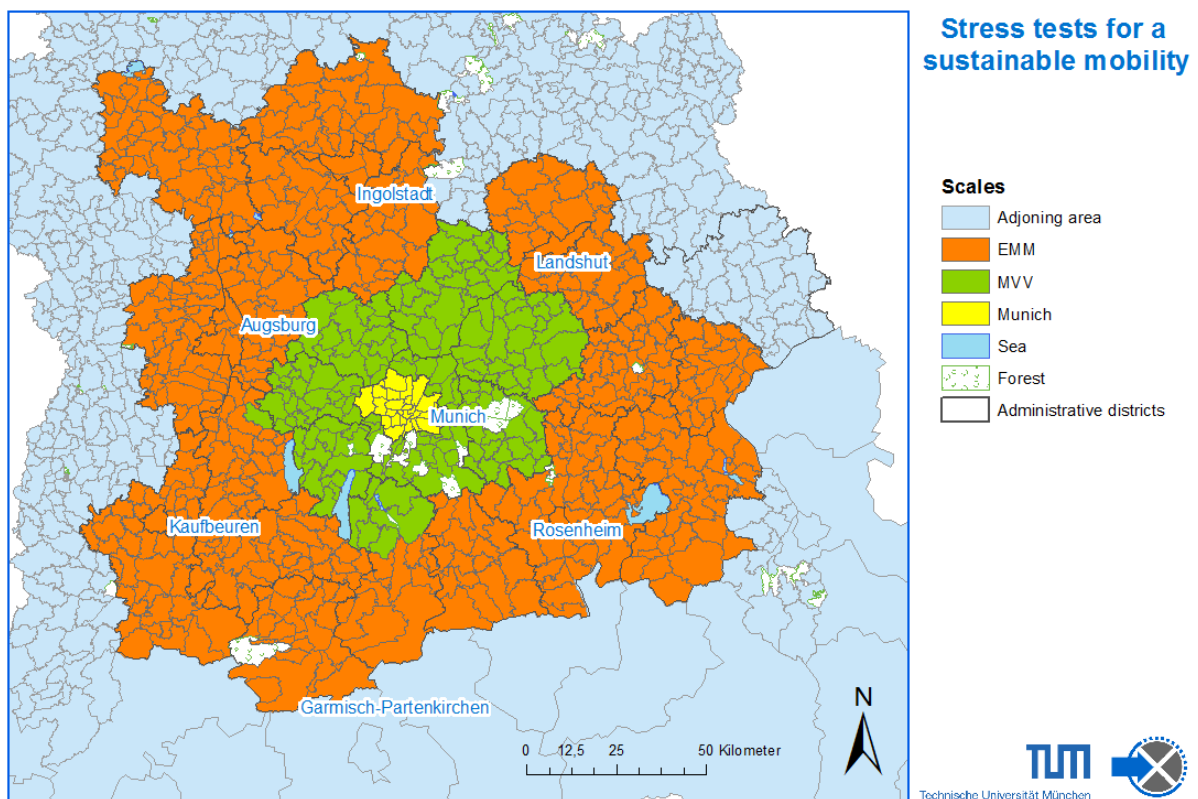 Stress tests for a
sustainable mobility
Scales
Adjoning area
EMM
MVV
Munich
Sea
Forest
Administrative districts
Ingolstadt
Landshut
Augsburg
Munich
Kaufbeuren
Rosenheim
Garmisch-Partenkirchen
N
0 12,5 25 50 Kilometer
TUM
Technische Universität München